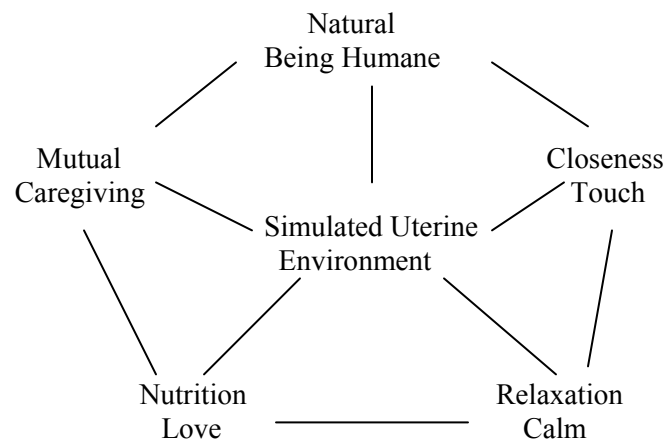 Natural
Being Humane
Mutual
Caregiving
Closeness
Touch
Simulated Uterine
Environment
Nutrition
Love
Relaxation
Calm